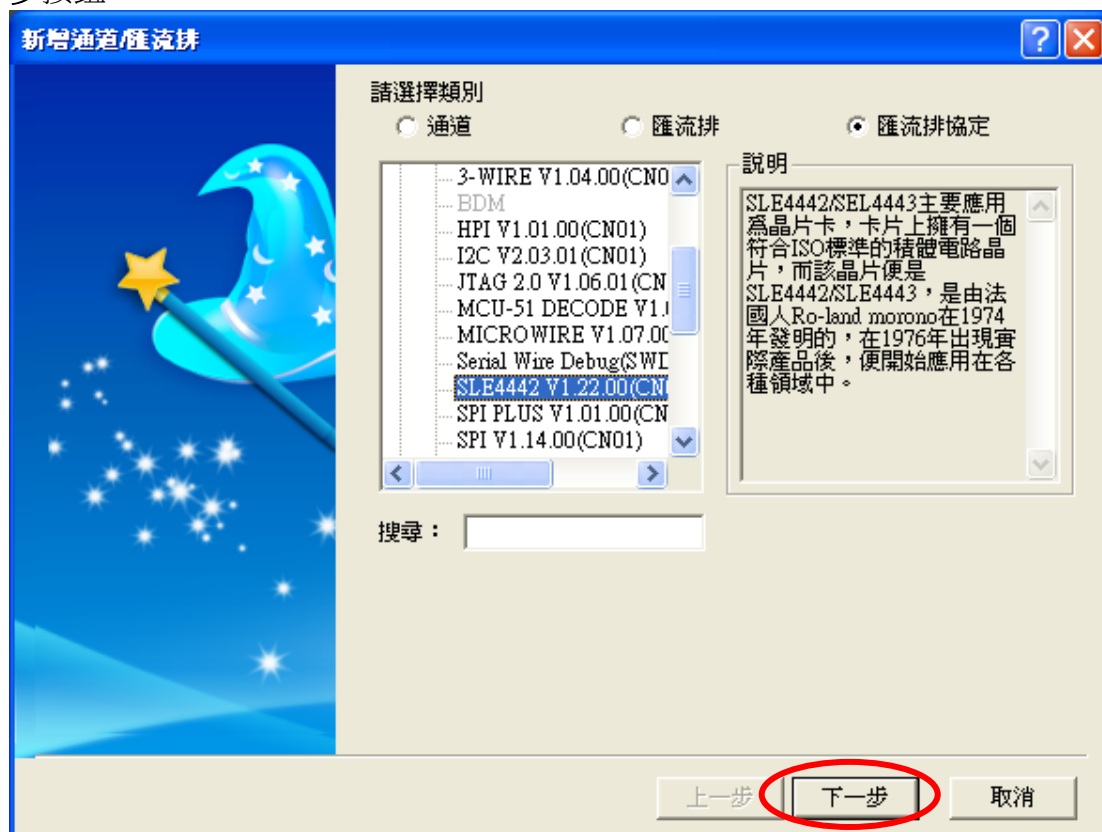 新增通道/匯流排
請選擇類別
通道
匯流排
匯流排協定
3-WIRE V1.04.00(CN0
BDM
HPI V1.01.00(CN01)
I2C V2.03.01(CN01)
JTAG 2.0 V1.06.01(CN
MCU-51 DECODE V1.
MICROWIRE V1.07.00
Serial Wire Debug(SWD
SLE4442 V1.22.00(CN
SPI PLUS V1.01.00(CN
SPI V1.14.00(CN01)
說明
SLE4442/SEL4443主要應用
爲晶片卡，卡片上擁有一個
符合ISO標準的積體電路晶
片，而該晶片便是
SLE4442/SLE4443，是由法
國人Ro-land morono在1974
年發明的，在1976年出現實
際產品後，便開始應用在各
種領域中。
搜尋：
上一步
下一步
取消